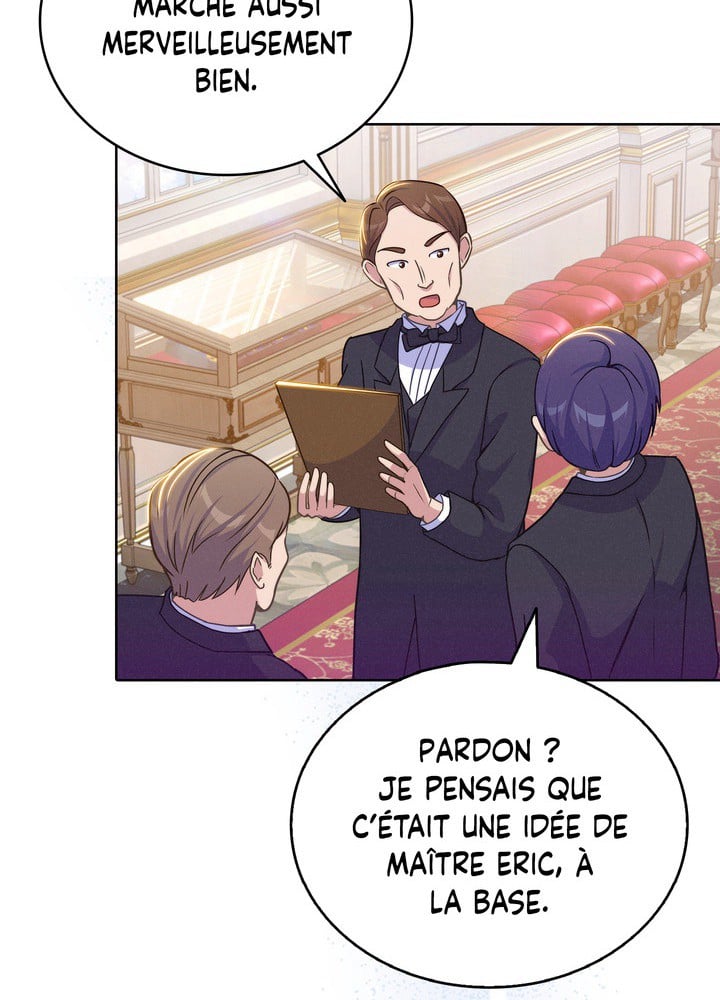 MARCHE AUSSI
MERVEILLEUSEMENT
BIEN.
PARDON ?
JE PENSAIS QUE
C'ÉTAIT UNE IDÉE DE
MAÎTRE ERIC, À
LA BASE.